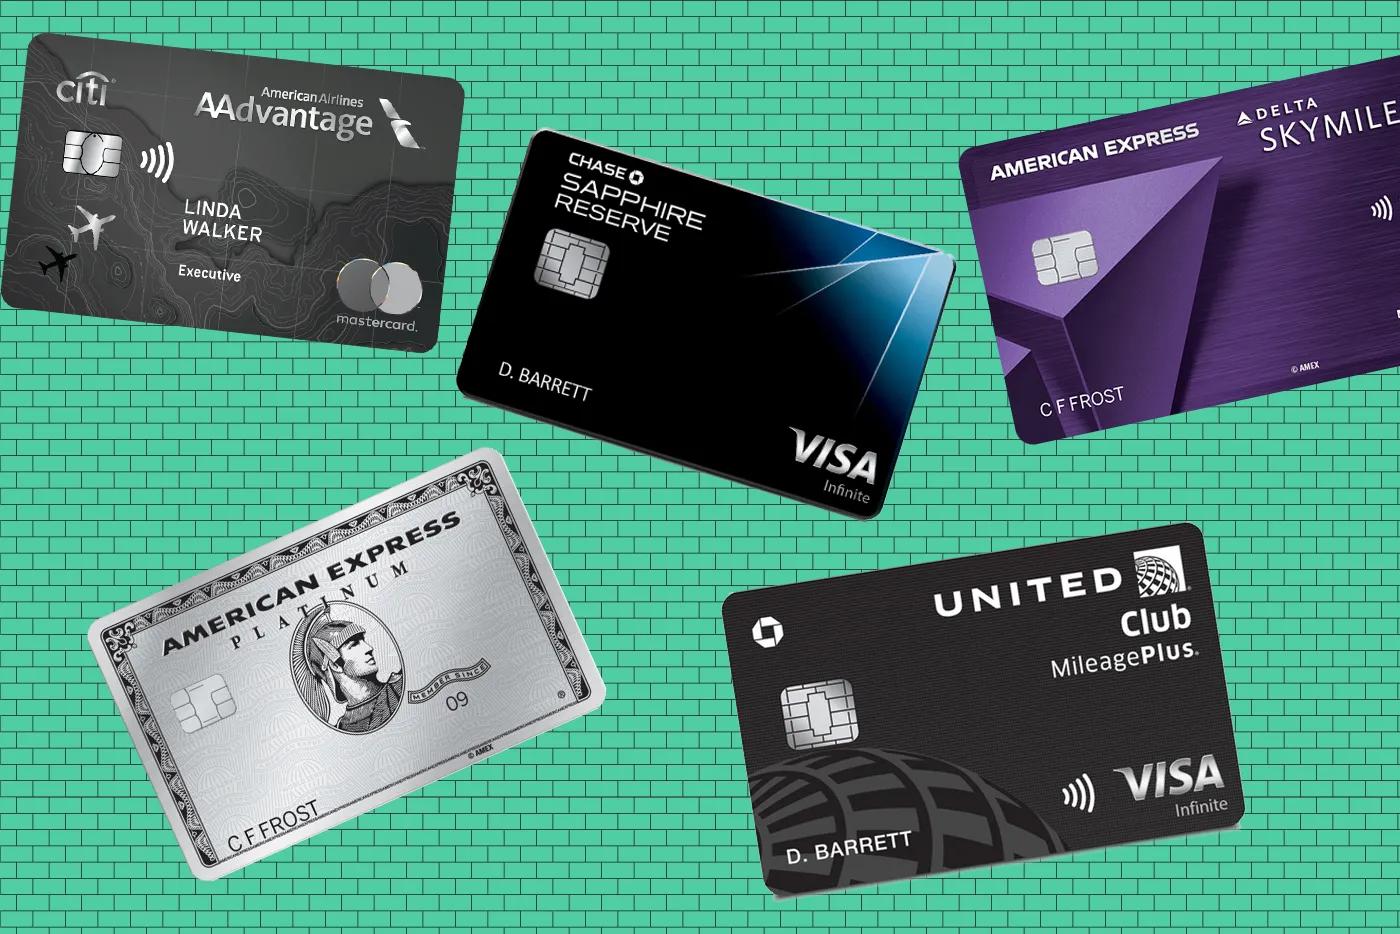 citi
American Airlines
AAdvantage
LINDA
WALKER
Executive
mastercard.
CHASE
SAPPHIRE
RESERVE
D. BARRETT
VISA
Infinite
AMERICAN EXPRESS
DELTA
SKYMILE
© AMEX
C F FROST
AMERICAN EXPRESS
PLATINUM
MEMBER SINCE
09
® 
© AMEX
C F FROST
UNITED
Club
MileagePlus.
VISA
Infinite
D. BARRETT